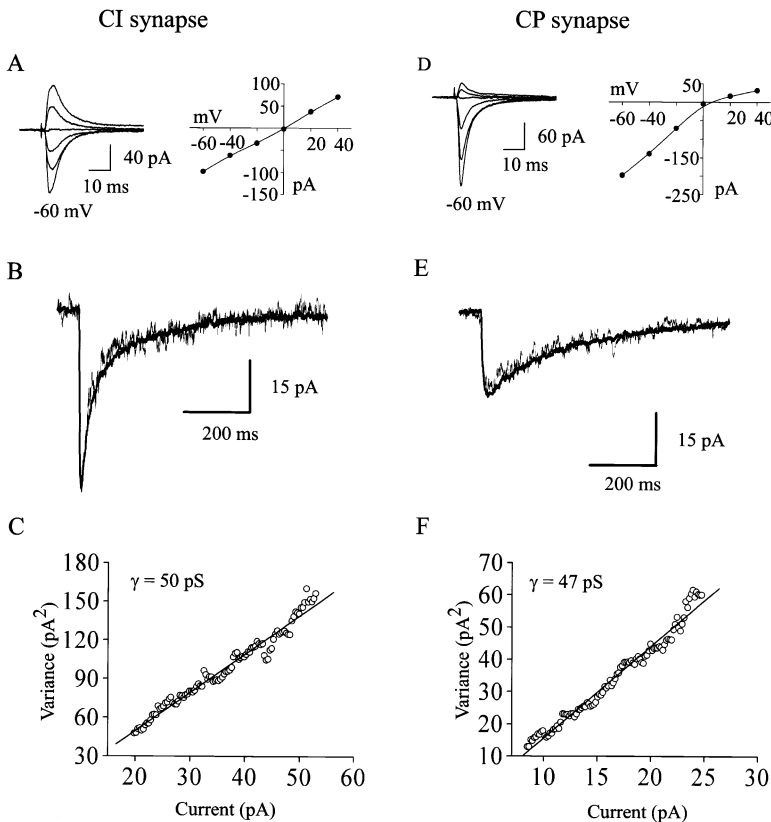 CI synapse
CP synapse
A
40 pA
10 ms
-60 mV
mV
100
50
-60
-40
20
40
-100
-150
pA
D
60 pA
10 ms
-60 mV
mV
50
-60
-40
20
40
-150
-250
pA
B
15 pA
200 ms
E
15 pA
200 ms
C
γ = 50 pS
Variance (pA²)
180
150
120
90
60
30
20
30
40
50
60
Current (pA)
F
γ = 47 pS
Variance (pA²)
70
60
50
40
30
20
10
10
15
20
25
30
Current (pA)